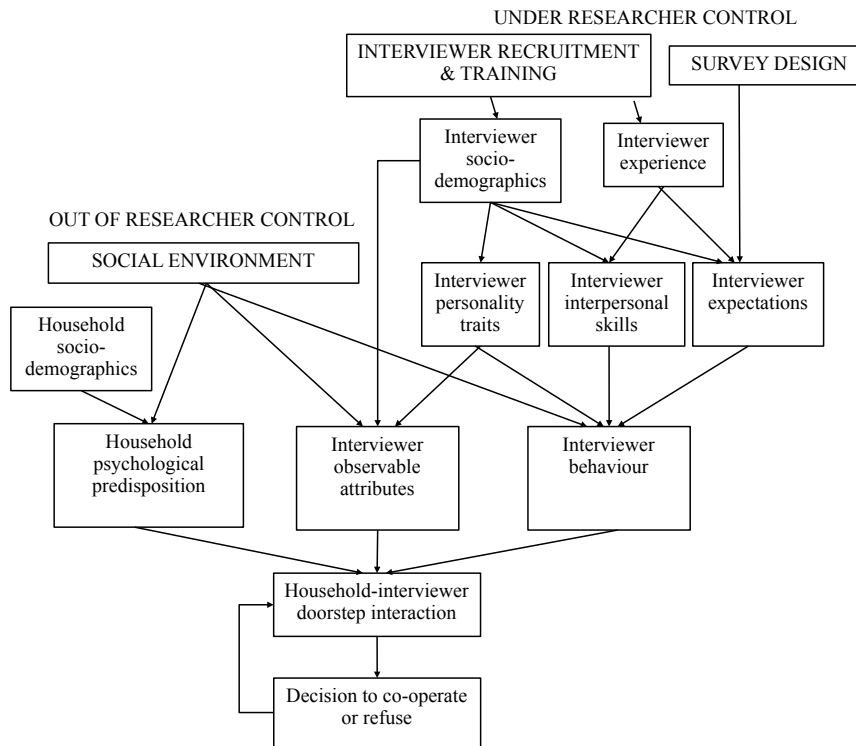 UNDER RESEARCHER CONTROL
INTERVIEWER RECRUITMENT
& TRAINING
SURVEY DESIGN
Interviewer
socio-
demographics
Interviewer
experience
OUT OF RESEARCHER CONTROL
SOCIAL ENVIRONMENT
Interviewer
personality
traits
Interviewer
interpersonal
skills
Interviewer
expectations
Household
socio-
demographics
Household
psychological
predisposition
Interviewer
observable
attributes
Interviewer
behaviour
Household-interviewer
doorstep interaction
Decision to co-operate
or refuse